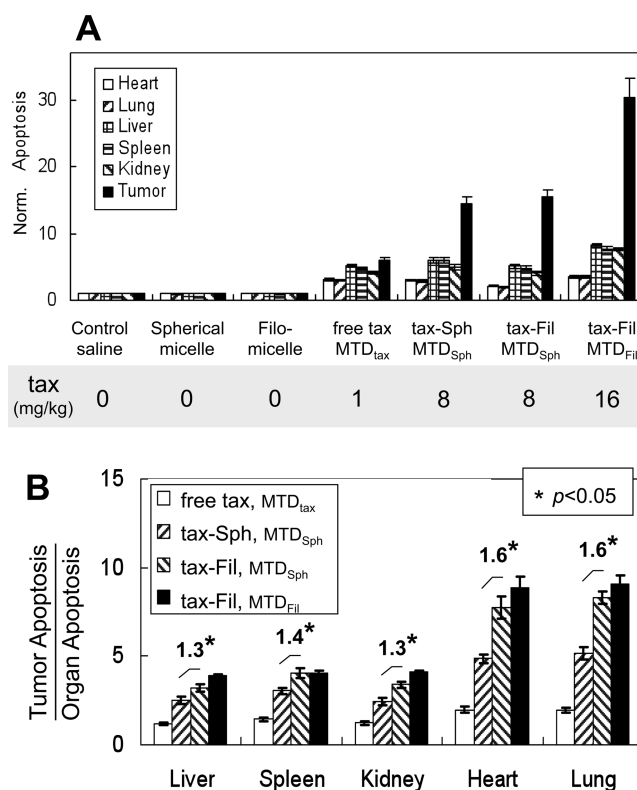 A
Norm. Apoptosis
30
20
10
0
Heart
Lung
Liver
Spleen
Kidney
Tumor
Control Spherical Filo- free tax tax-Sph tax-Fil tax-Fil
saline micelle micelle MTDtax MTDSph MTDSph MTDFil
tax
(mg/kg) 0 0 0 1 8 8 16
B
Tumor Apoptosis
Organ Apoptosis
15
10
5
0
free tax, MTDtax
tax-Sph, MTDSph
tax-Fil, MTDSph
tax-Fil, MTDFil
* p<0.05
1.3* 1.4* 1.3* 1.6* 1.6*
Liver Spleen Kidney Heart Lung